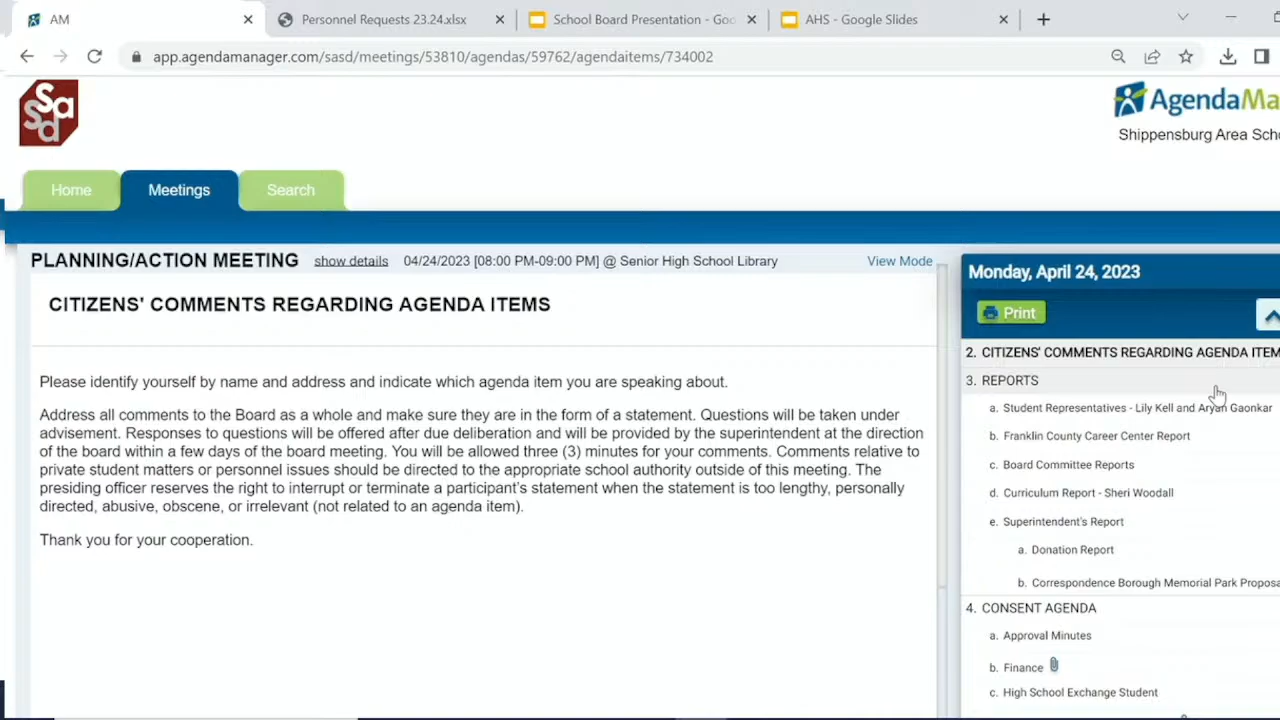 AM
Personnel Requests 23.24.xlsx
School Board Presentation - Goo
AHS - Google Slides
app.agendamanager.com/sasd/meetings/53810/agendas/59762/agendaitems/734002
Sa
Sd
AgendaMa
Shippensburg Area Scho
Home
Meetings
Search
PLANNING/ACTION MEETING show details 04/24/2023 [08:00 PM-09:00 PM] @ Senior High School Library View Mode
CITIZENS' COMMENTS REGARDING AGENDA ITEMS
Please identify yourself by name and address and indicate which agenda item you are speaking about.
Address all comments to the Board as a whole and make sure they are in the form of a statement. Questions will be taken under
advisement. Responses to questions will be offered after due deliberation and will be provided by the superintendent at the direction
of the board within a few days of the board meeting. You will be allowed three (3) minutes for your comments. Comments relative to
private student matters or personnel issues should be directed to the appropriate school authority outside of this meeting. The
presiding officer reserves the right to interrupt or terminate a participant's statement when the statement is too lengthy, personally
directed, abusive, obscene, or irrelevant (not related to an agenda item).
Thank you for your cooperation.
Monday, April 24, 2023
Print
2. CITIZENS' COMMENTS REGARDING AGENDA ITEM
3. REPORTS
a. Student Representatives - Lily Kell and Aryan Gaonkar
b. Franklin County Career Center Report
c. Board Committee Reports
d. Curriculum Report - Sheri Woodall
e. Superintendent's Report
a. Donation Report
b. Correspondence Borough Memorial Park Proposa
4. CONSENT AGENDA
a. Approval Minutes
b. Finance
c. High School Exchange Student